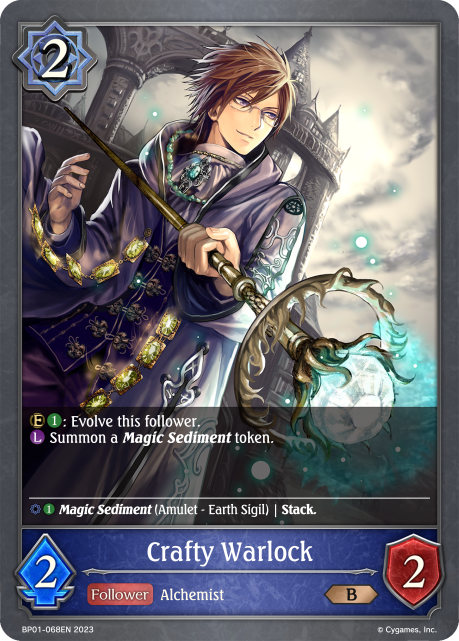 2
E 1: Evolve this follower.
L Summon a Magic Sediment token.
1 Magic Sediment (Amulet - Earth Sigil) | Stack.
Crafty Warlock
2 Follower Alchemist B 2
BP01-068EN 2023 © Cygames, Inc.